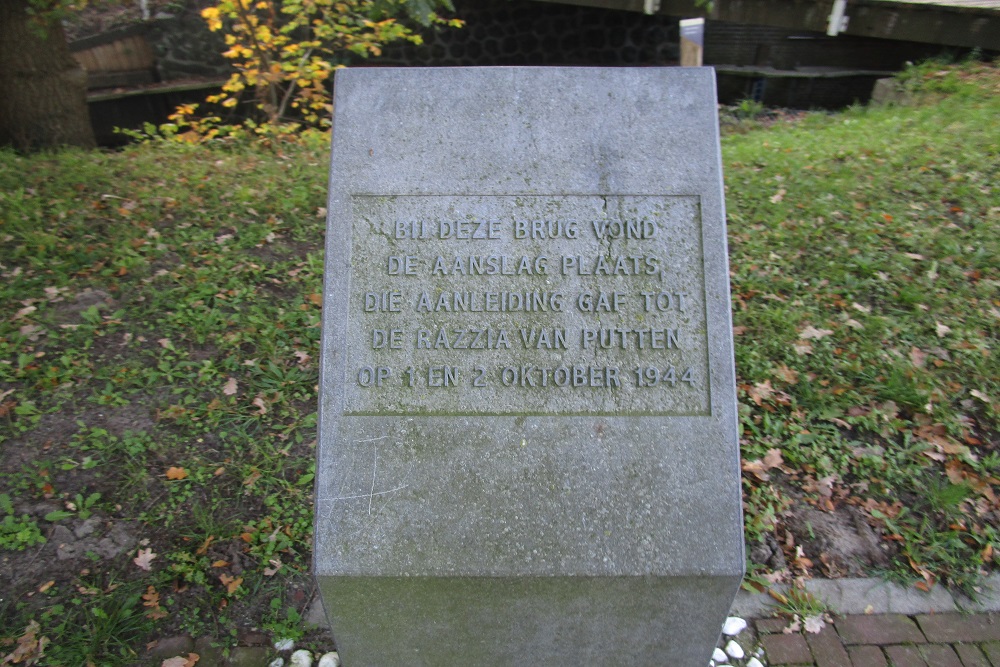 BIJ DEZE BRUG VOND
DE AANSLAG PLAATS
DIE AANLEIDING GAF TOT
DE RAZZIA VAN PUTTEN
OP 1 EN 2 OKTOBER 1944